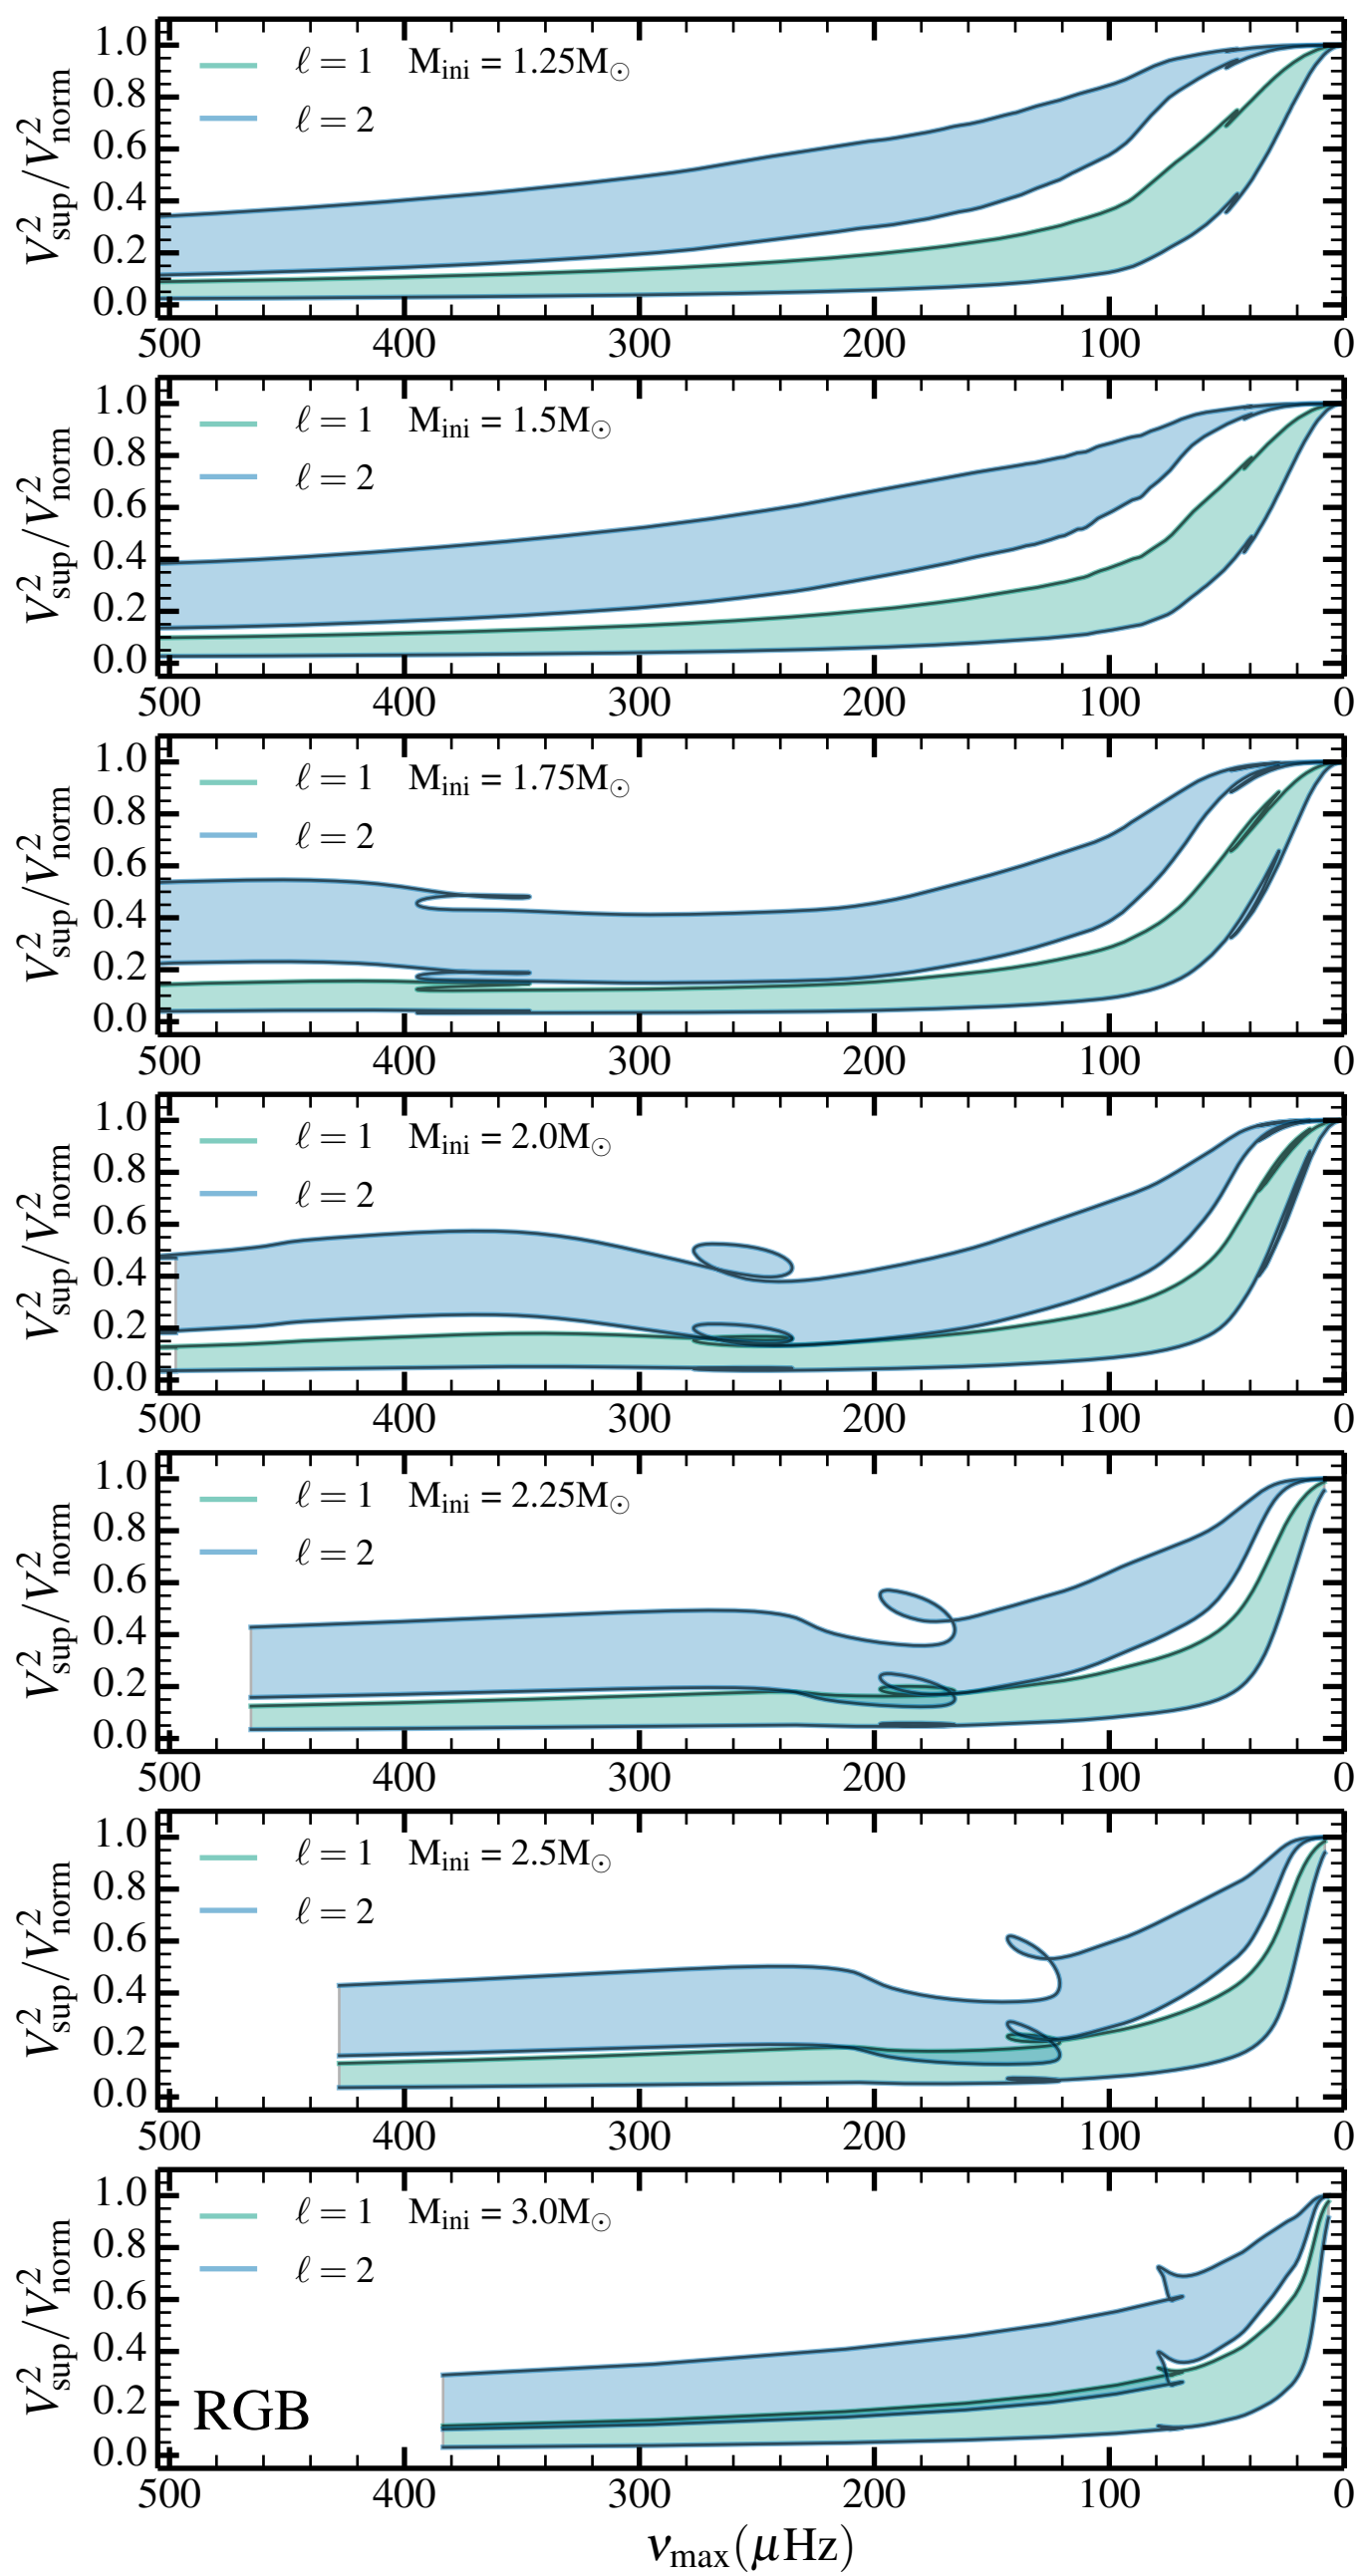 1.0
0.8
0.6
0.4
0.2
0.0
V²sup/V²norm
ℓ = 1 Mini = 1.25M⊙
ℓ = 2
500 400 300 200 100 0
1.0
0.8
0.6
0.4
0.2
0.0
V²sup/V²norm
ℓ = 1 Mini = 1.5M⊙
ℓ = 2
500 400 300 200 100 0
1.0
0.8
0.6
0.4
0.2
0.0
V²sup/V²norm
ℓ = 1 Mini = 1.75M⊙
ℓ = 2
500 400 300 200 100 0
1.0
0.8
0.6
0.4
0.2
0.0
V²sup/V²norm
ℓ = 1 Mini = 2.0M⊙
ℓ = 2
500 400 300 200 100 0
1.0
0.8
0.6
0.4
0.2
0.0
V²sup/V²norm
ℓ = 1 Mini = 2.25M⊙
ℓ = 2
500 400 300 200 100 0
1.0
0.8
0.6
0.4
0.2
0.0
V²sup/V²norm
ℓ = 1 Mini = 2.5M⊙
ℓ = 2
500 400 300 200 100 0
1.0
0.8
0.6
0.4
0.2
0.0
V²sup/V²norm
ℓ = 1 Mini = 3.0M⊙
ℓ = 2
RGB
500 400 300 200 100 0
νmax(μHz)